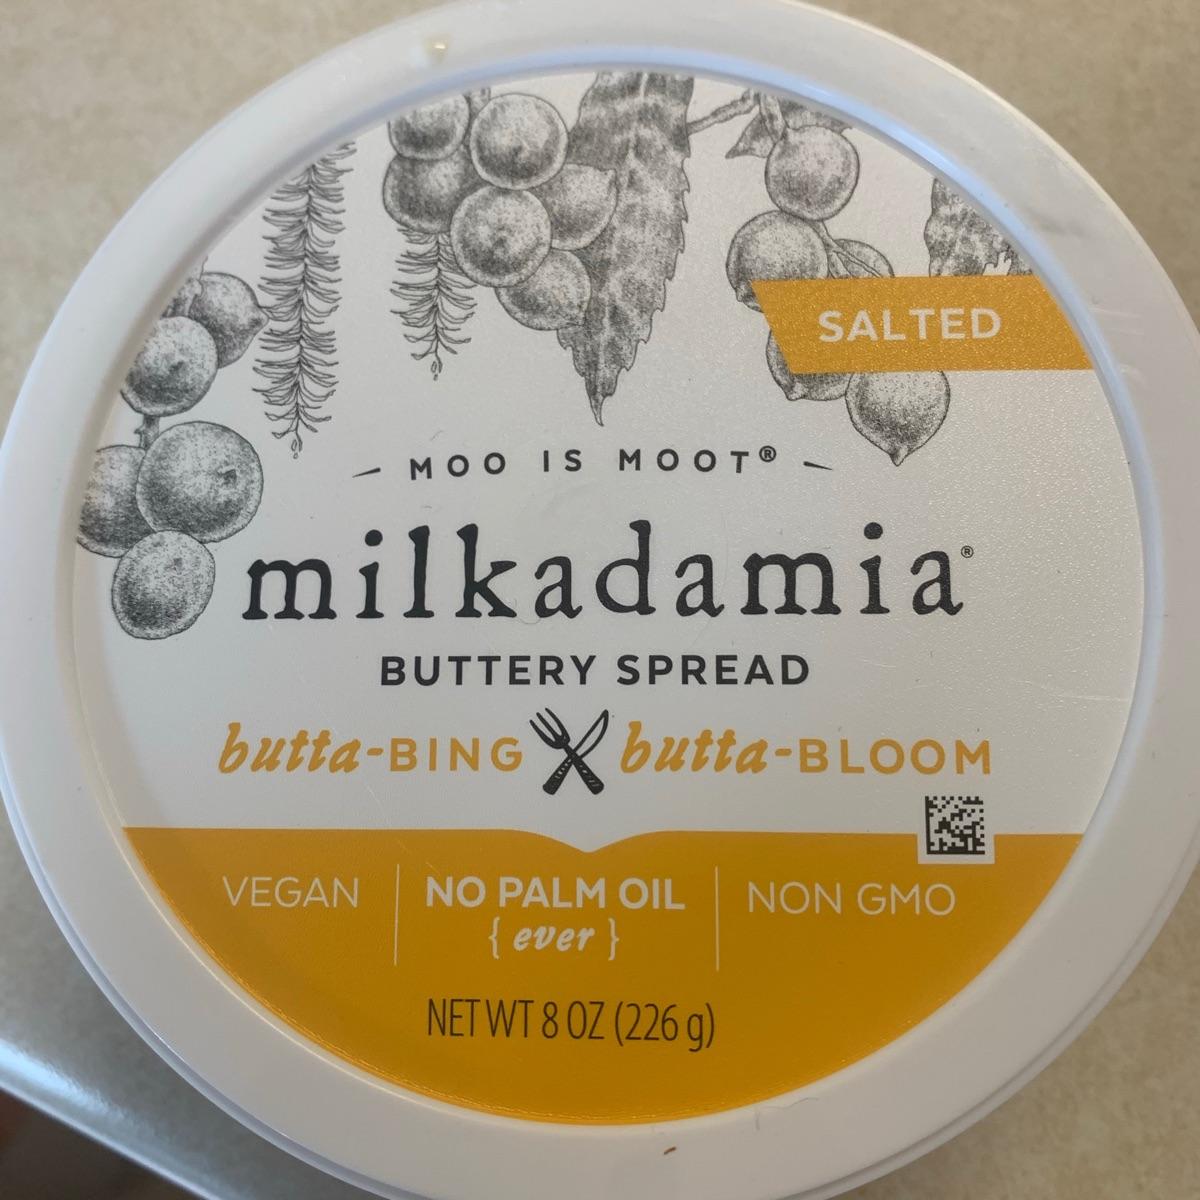 SALTED
MOO IS MOOT®
milkadamia®
BUTTERY SPREAD
butta-BING butta-BLOOM
VEGAN
NO PALM OIL
{ ever }
NON GMO
NET WT 8 OZ (226 g)